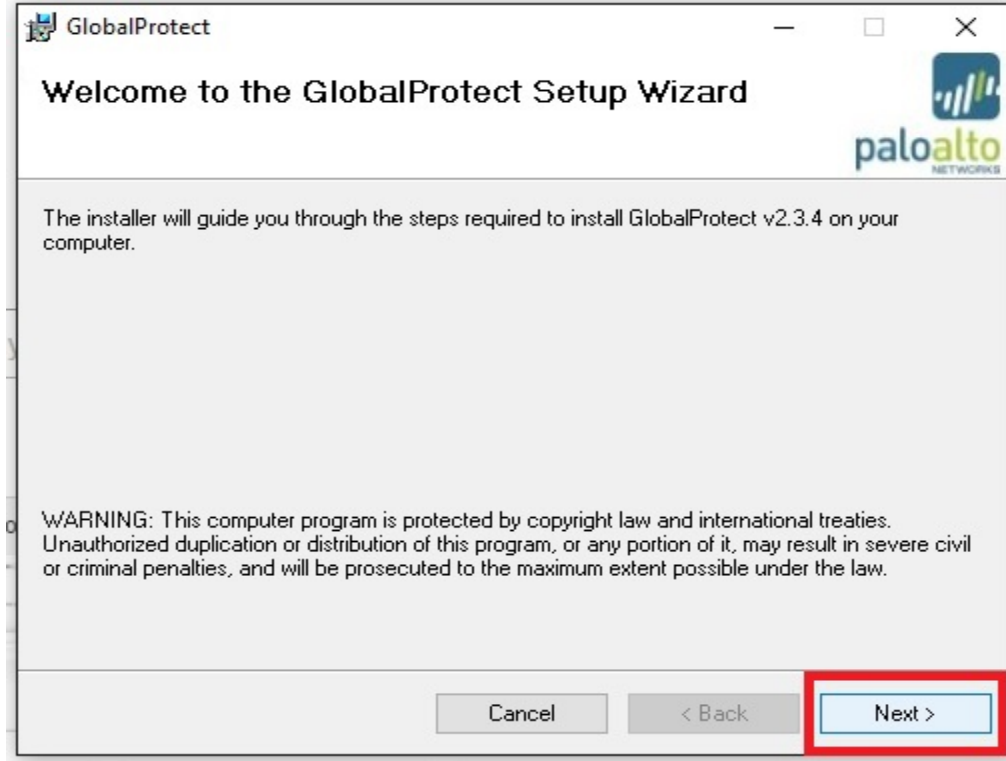 GlobalProtect
Welcome to the GlobalProtect Setup Wizard
paloalto
NETWORKS
The installer will guide you through the steps required to install GlobalProtect v2.3.4 on your
computer.
WARNING: This computer program is protected by copyright law and international treaties.
Unauthorized duplication or distribution of this program, or any portion of it, may result in severe civil
or criminal penalties, and will be prosecuted to the maximum extent possible under the law.
Cancel
< Back
Next >